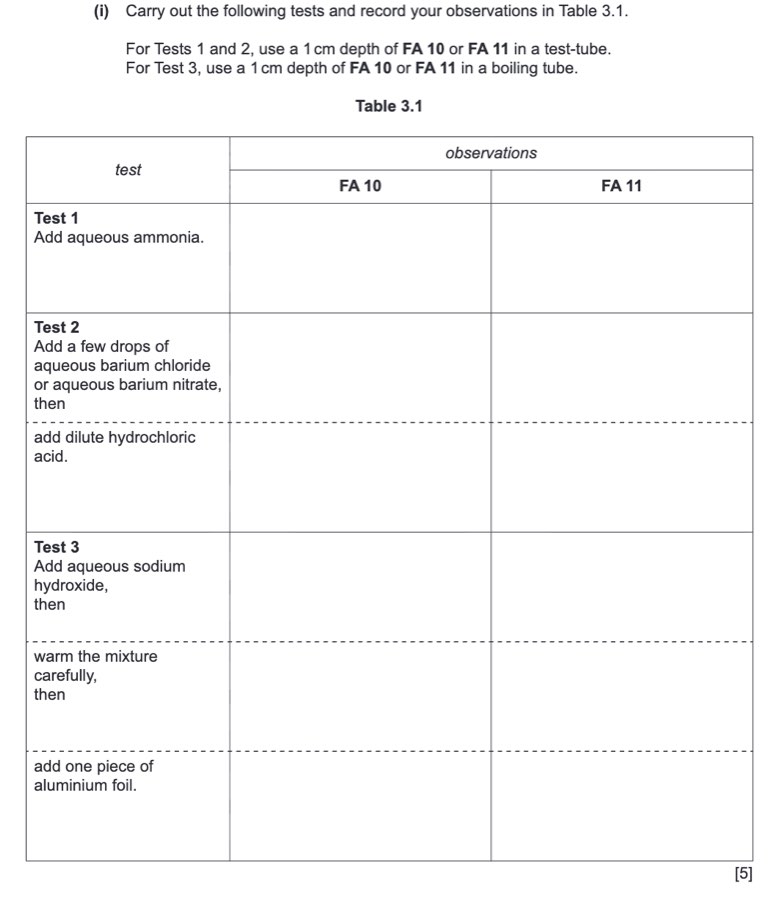 (i) Carry out the following tests and record your observations in Table 3.1.
For Tests 1 and 2, use a 1 cm depth of FA 10 or FA 11 in a test-tube.
For Test 3, use a 1 cm depth of FA 10 or FA 11 in a boiling tube.
Table 3.1
test
observations
FA 10
FA 11
Test 1
Add aqueous ammonia.
Test 2
Add a few drops of
aqueous barium chloride
or aqueous barium nitrate,
then
add dilute hydrochloric
acid.
Test 3
Add aqueous sodium
hydroxide,
then
warm the mixture
carefully,
then
add one piece of
aluminium foil.
[5]